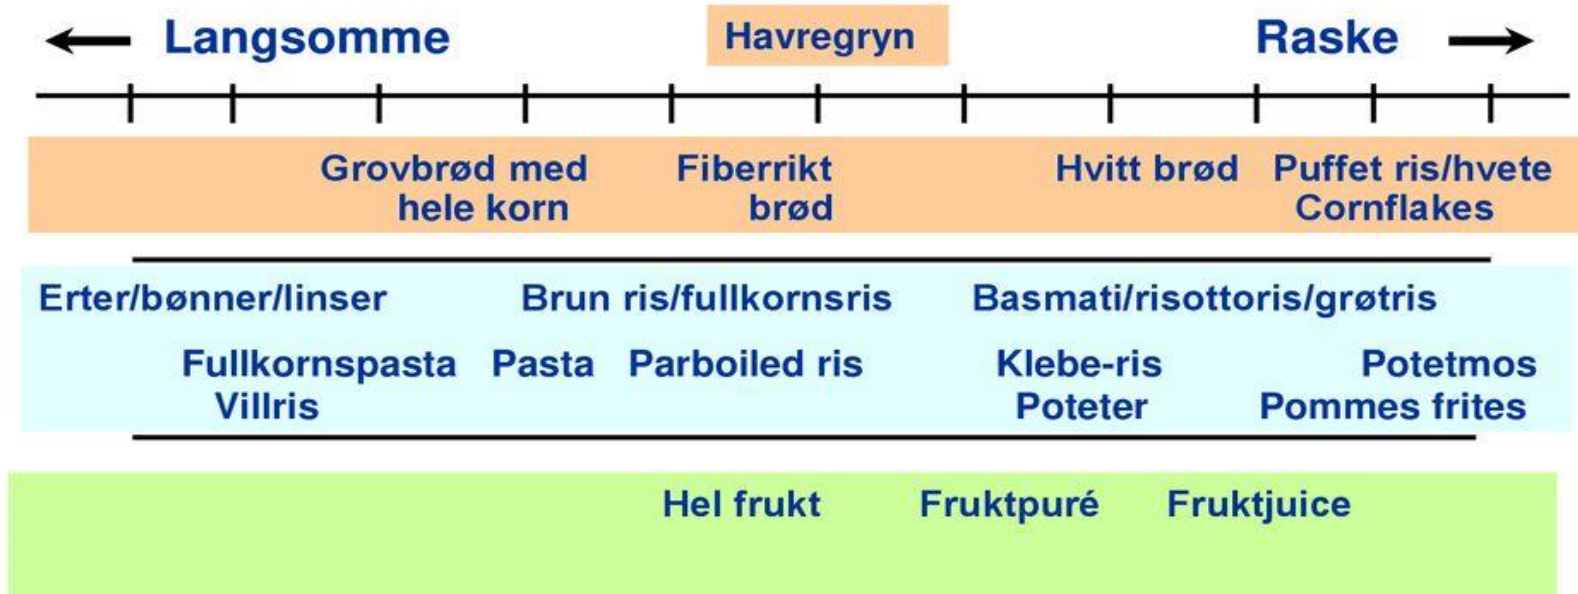 Langsomme Havregryn Raske
Grovbrød med Fiberrikt Hvitt brød Puffet ris/hvete
hele korn brød Cornflakes
Erter/bønner/linser Brun ris/fullkornsris Basmati/risottoris/grøtris
Fullkornspasta Pasta Parboiled ris Klebe-ris Potetmos
Villris Poteter Pommes frites
Hel frukt Fruktpuré Fruktjuice